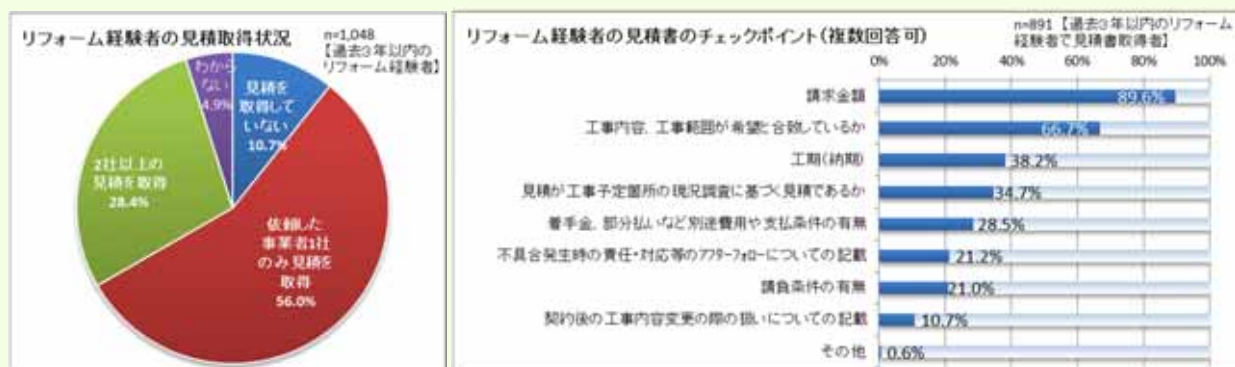 リフォーム経験者の見積取得状況
n=1,048
【過去3年以内の
リフォーム経験者】
わから
ない
4.9%
見積を
取得して
いない
10.7%
2社以上の
見積を取得
28.4%
依頼した
事業者1社
のみ見積を
取得
56.0%
リフォーム経験者の見積書のチェックポイント(複数回答可)
n=891 【過去3年以内のリフォーム
経験者で見積書取得者】
0% 20% 40% 60% 80% 100%
請求金額 89.6%
工事内容、工事範囲が希望と合致しているか 66.7%
工期(納期) 38.2%
見積が工事予定箇所の現況調査に基づく見積であるか 34.7%
着手金、部分払いなど別途費用や支払条件の有無 28.5%
不具合発生時の責任・対応等のアフターフォローについての記載 21.2%
請負条件の有無 21.0%
契約後の工事内容変更の際の扱いについての記載 10.7%
その他 0.6%